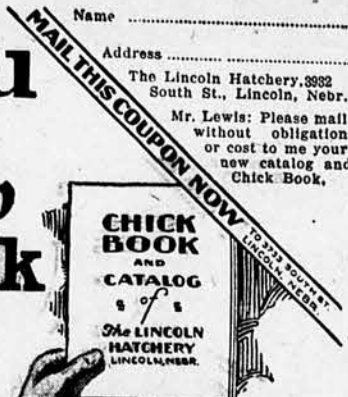 Name
Address
The Lincoln Hatchery, 3932
South St., Lincoln, Nebr.
Mr. Lewis: Please mail
without obligation
or cost to me your
new catalog and
Chick Book,
MAIL THIS COUPON NOW
TO SOUTH ST.
LINCOLN, NEBR.
u
k
CHICK
BOOK
AND
CATALOG
of
The LINCOLN
HATCHERY
LINCOLN, NEBR.